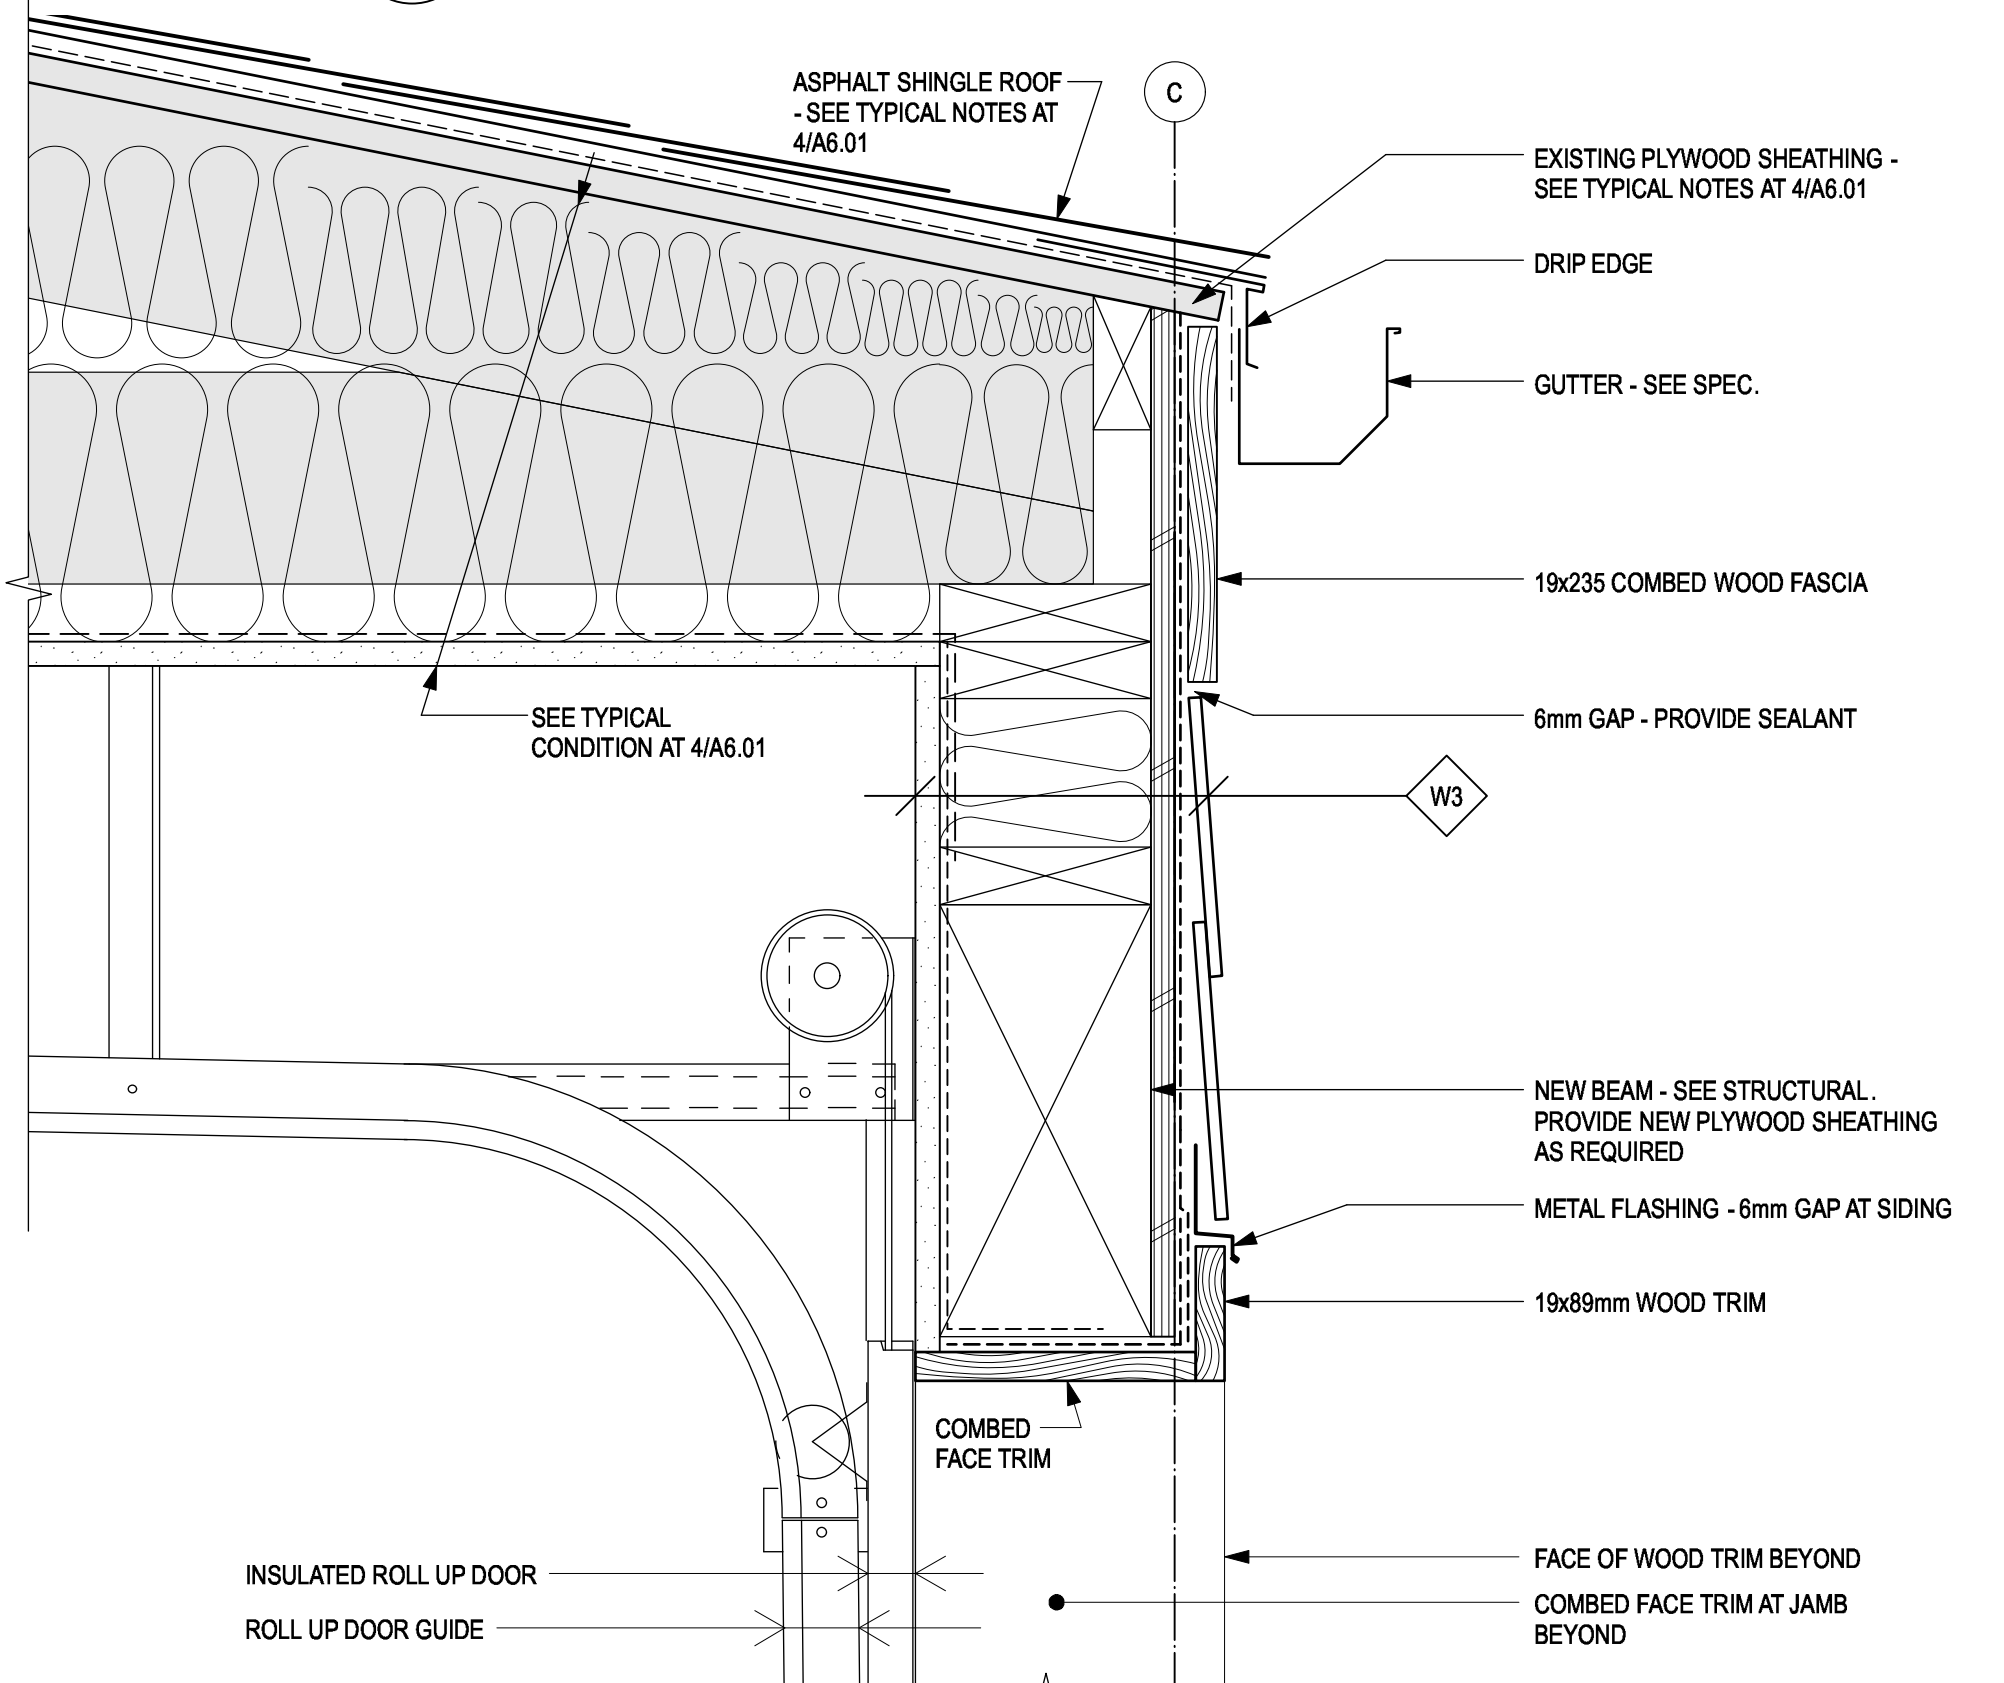 ASPHALT SHINGLE ROOF
- SEE TYPICAL NOTES AT
4/A6.01
C
EXISTING PLYWOOD SHEATHING -
SEE TYPICAL NOTES AT 4/A6.01
DRIP EDGE
GUTTER - SEE SPEC.
19x235 COMBED WOOD FASCIA
6mm GAP - PROVIDE SEALANT
SEE TYPICAL
CONDITION AT 4/A6.01
W3
NEW BEAM - SEE STRUCTURAL.
PROVIDE NEW PLYWOOD SHEATHING
AS REQUIRED
METAL FLASHING - 6mm GAP AT SIDING
19x89mm WOOD TRIM
COMBED
FACE TRIM
INSULATED ROLL UP DOOR
ROLL UP DOOR GUIDE
FACE OF WOOD TRIM BEYOND
COMBED FACE TRIM AT JAMB
BEYOND